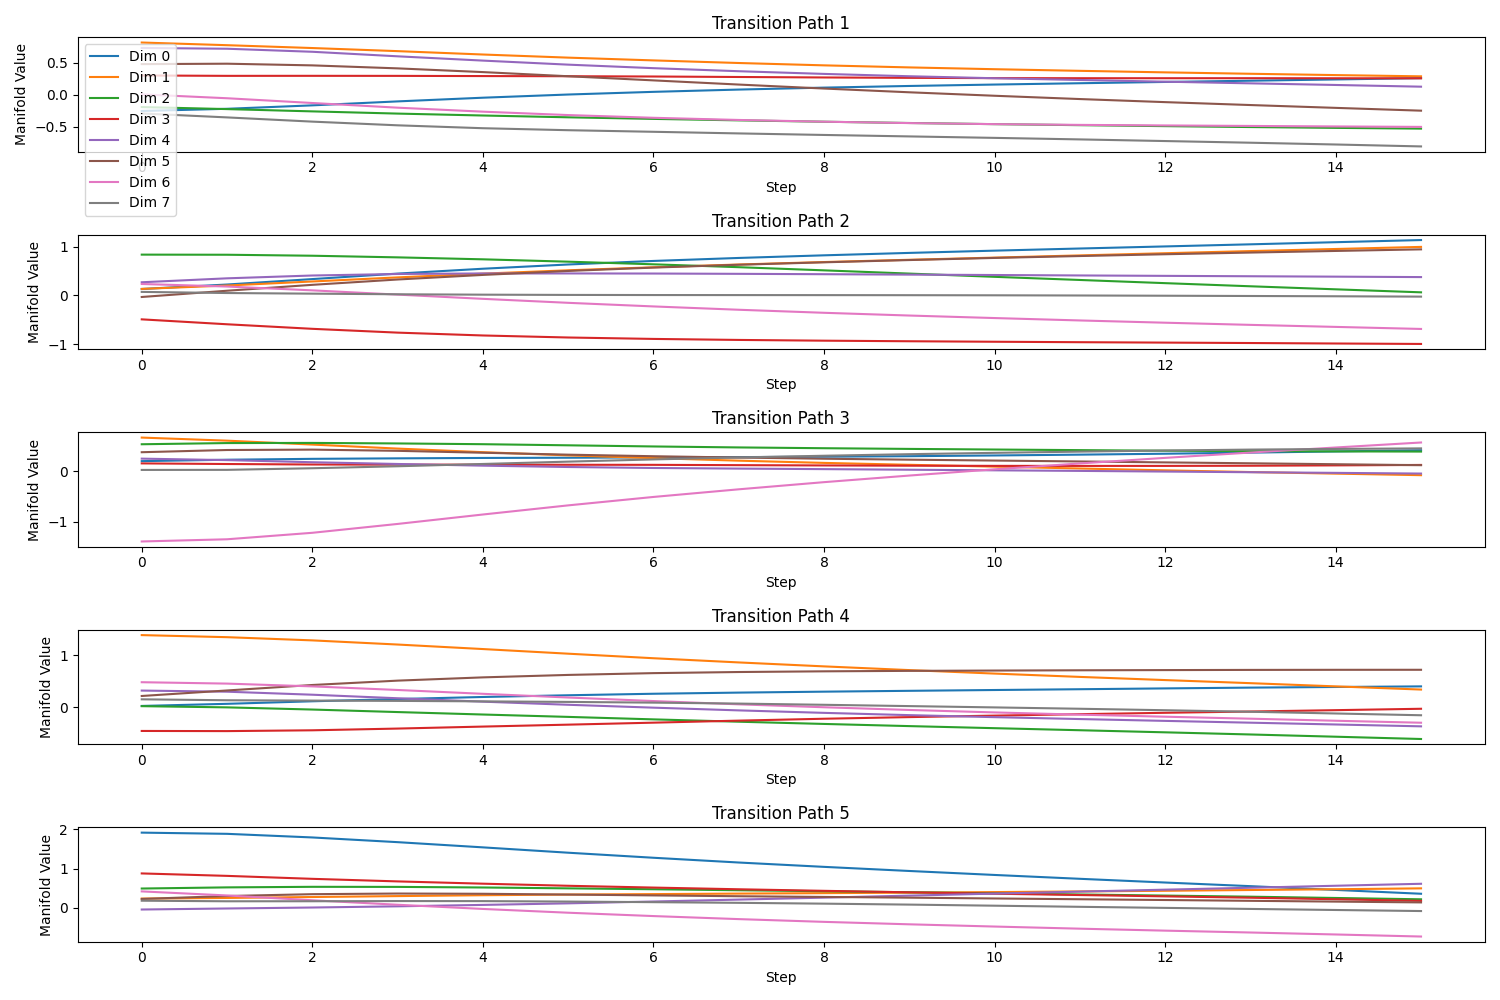 Transition Path 1
Manifold Value
0.5
0.0
−0.5
Dim 0
Dim 1
Dim 2
Dim 3
Dim 4
Dim 5
Dim 6
Dim 7
0 2 4 6 8 10 12 14
Step
Transition Path 2
Manifold Value
1
0
−1
0 2 4 6 8 10 12 14
Step
Transition Path 3
Manifold Value
0
−1
0 2 4 6 8 10 12 14
Step
Transition Path 4
Manifold Value
1
0
0 2 4 6 8 10 12 14
Step
Transition Path 5
Manifold Value
2
1
0
0 2 4 6 8 10 12 14
Step